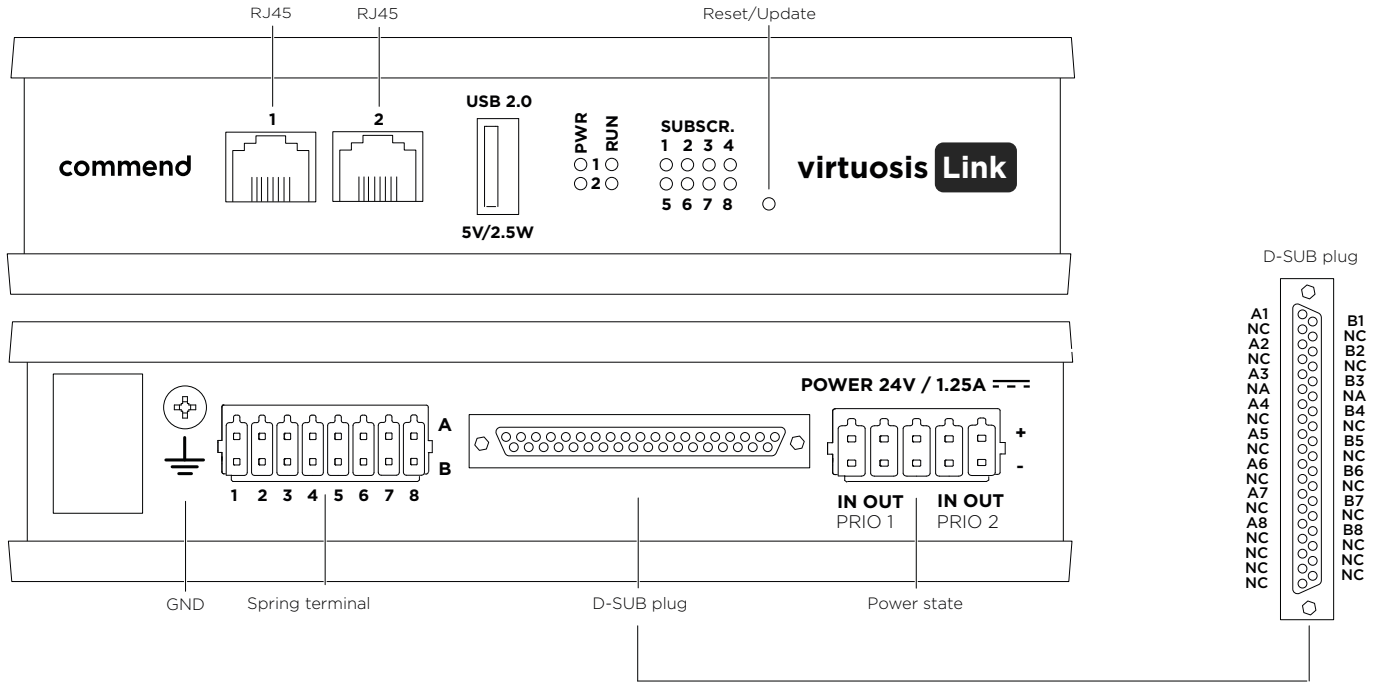 RJ45 RJ45 Reset/Update
1 2
USB 2.0
5V/2.5W
commend
PWR RUN
1
2
SUBSCR.
1 2 3 4
5 6 7 8
virtuosis Link
POWER 24V / 1.25A
A
B
1 2 3 4 5 6 7 8
+
-
IN OUT IN OUT
PRIO 1 PRIO 2
GND Spring terminal D-SUB plug Power state
D-SUB plug
A1
NC
A2
NC
A3
NA
A4
NC
A5
NC
A6
NC
A7
NC
A8
NC
NC
NC
NC
B1
NC
B2
NC
B3
NA
B4
NC
B5
NC
B6
NC
B7
NC
B8
NC
NC
NC